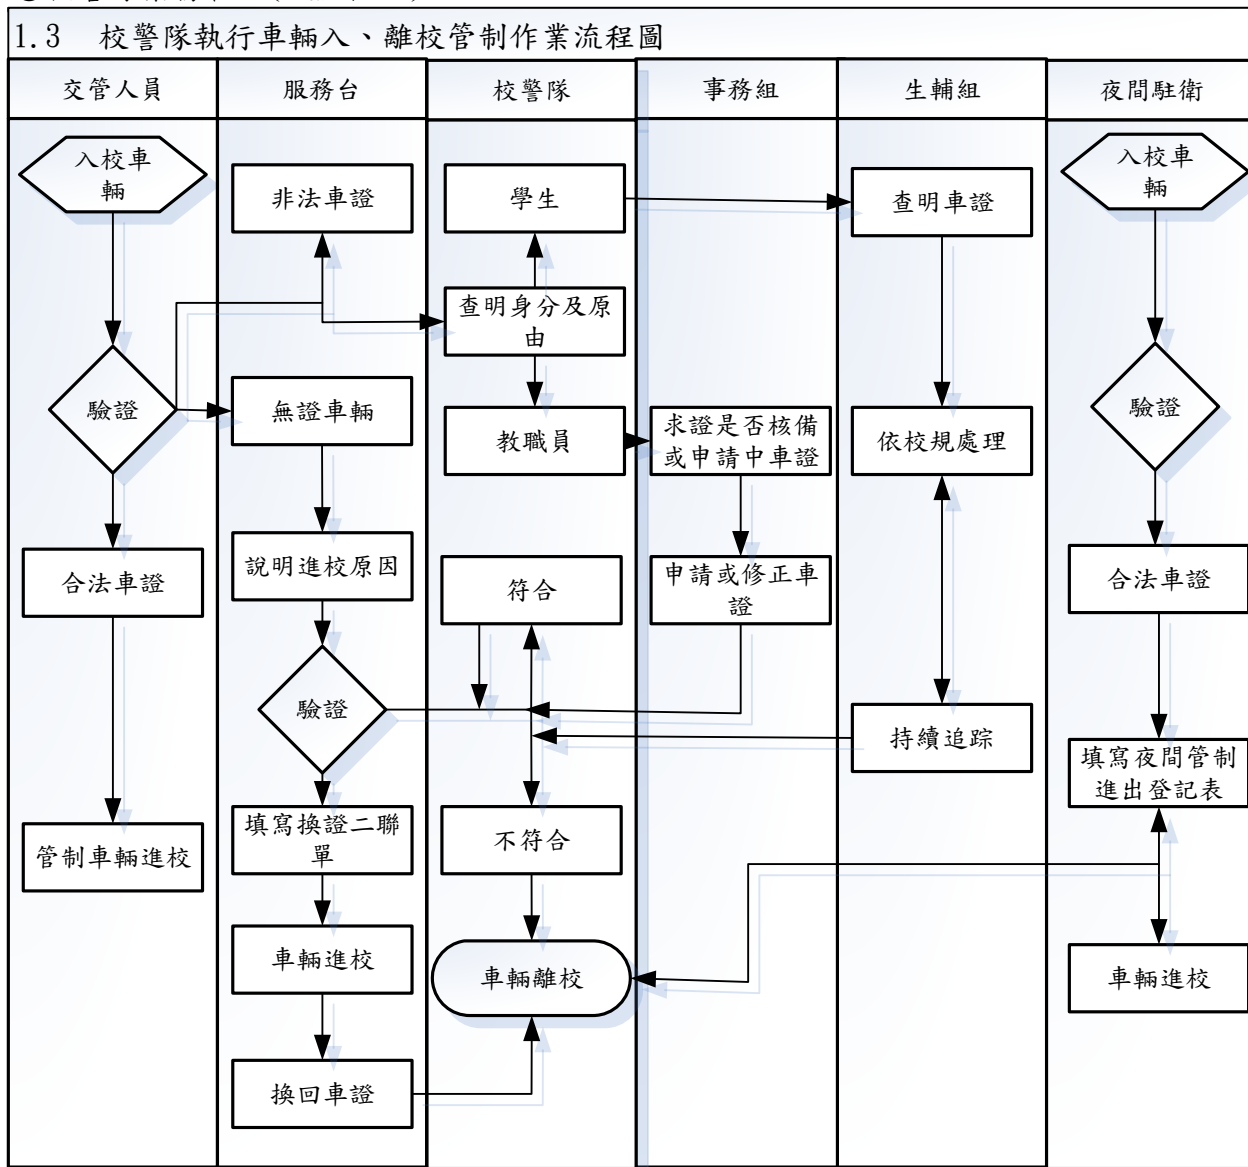 1.3 校警隊執行車輛入、離校管制作業流程圖
交管人員
服務台
校警隊
事務組
生輔組
夜間駐衛
入校車
輛
非法車證
學生
查明車證
入校車
輛
查明身分及原
由
驗證
無證車輛
教職員
求證是否核備
或申請中車證
依校規處理
驗證
合法車證
說明進校原因
符合
申請或修正車
證
合法車證
驗證
持續追踪
填寫夜間管制
進出登記表
管制車輛進校
填寫換證二聯
單
不符合
車輛進校
車輛離校
車輛進校
換回車證